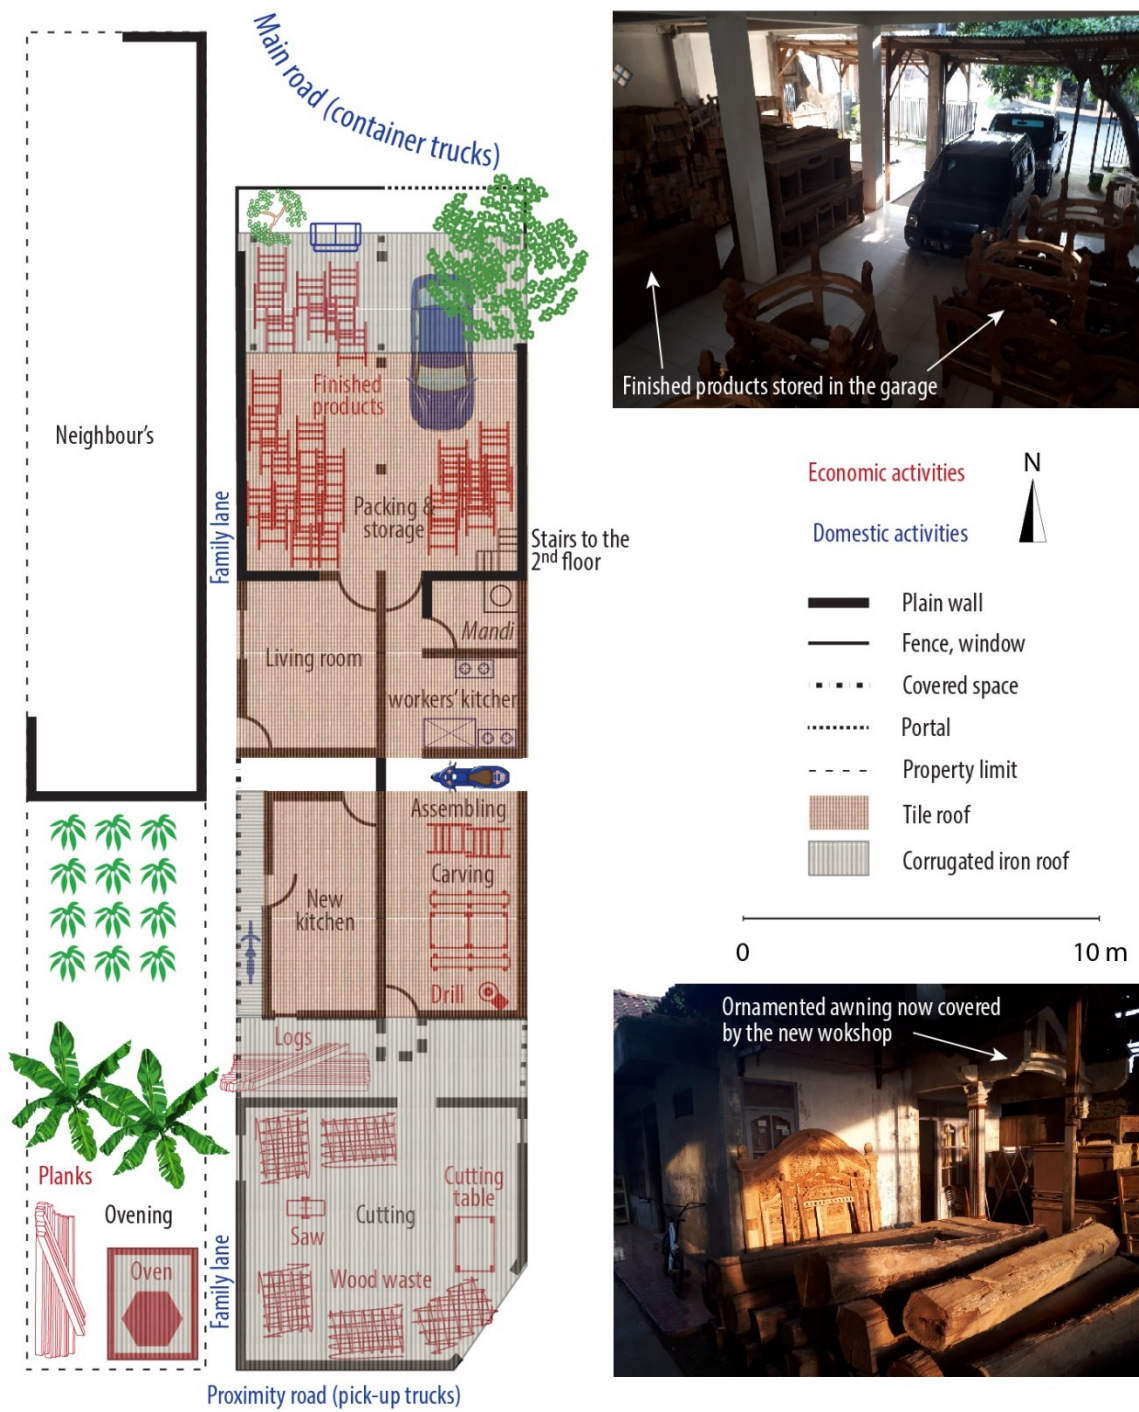 Main road (container trucks)
Neighbour's
Family lane
Finished
products
Packing &
storage
Stairs to the
2nd floor
Living room
Mandi
workers' kitchen
Assembling
Carving
New
kitchen
Drill
Logs
Planks
Ovening
Oven
Family lane
Cutting
table
Saw
Cutting
Wood waste
Proximity road (pick-up trucks)
Finished products stored in the garage
Economic activities
N
Domestic activities
Plain wall
Fence, window
Covered space
Portal
Property limit
Tile roof
Corrugated iron roof
0
10 m
Ornamented awning now covered
by the new wokshop